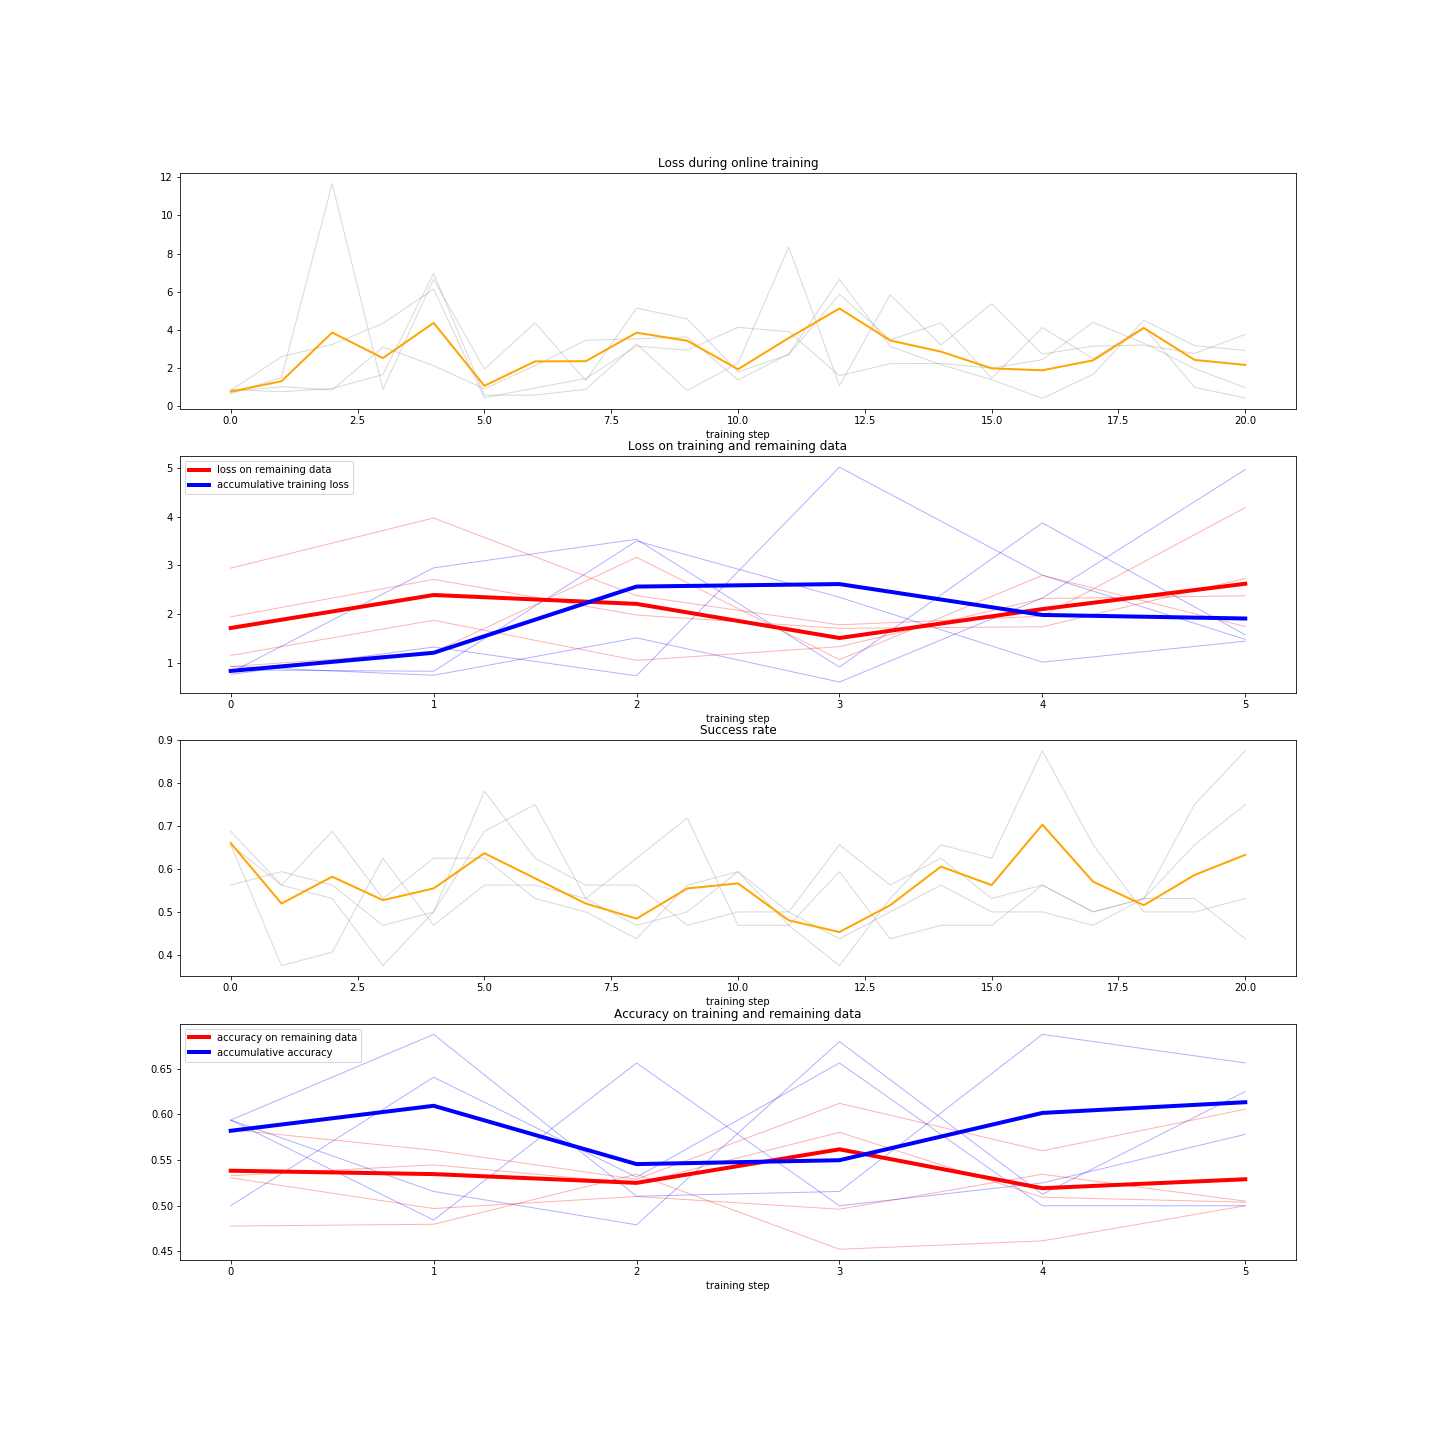 Loss during online training
12
10
8
6
4
2
0
0.0 2.5 5.0 7.5 10.0 12.5 15.0 17.5 20.0
training step
Loss on training and remaining data
loss on remaining data
accumulative training loss
5
4
3
2
1
0 1 2 3 4 5
training step
Success rate
0.9
0.8
0.7
0.6
0.5
0.4
0.0 2.5 5.0 7.5 10.0 12.5 15.0 17.5 20.0
training step
Accuracy on training and remaining data
accuracy on remaining data
accumulative accuracy
0.65
0.60
0.55
0.50
0.45
0 1 2 3 4 5
training step